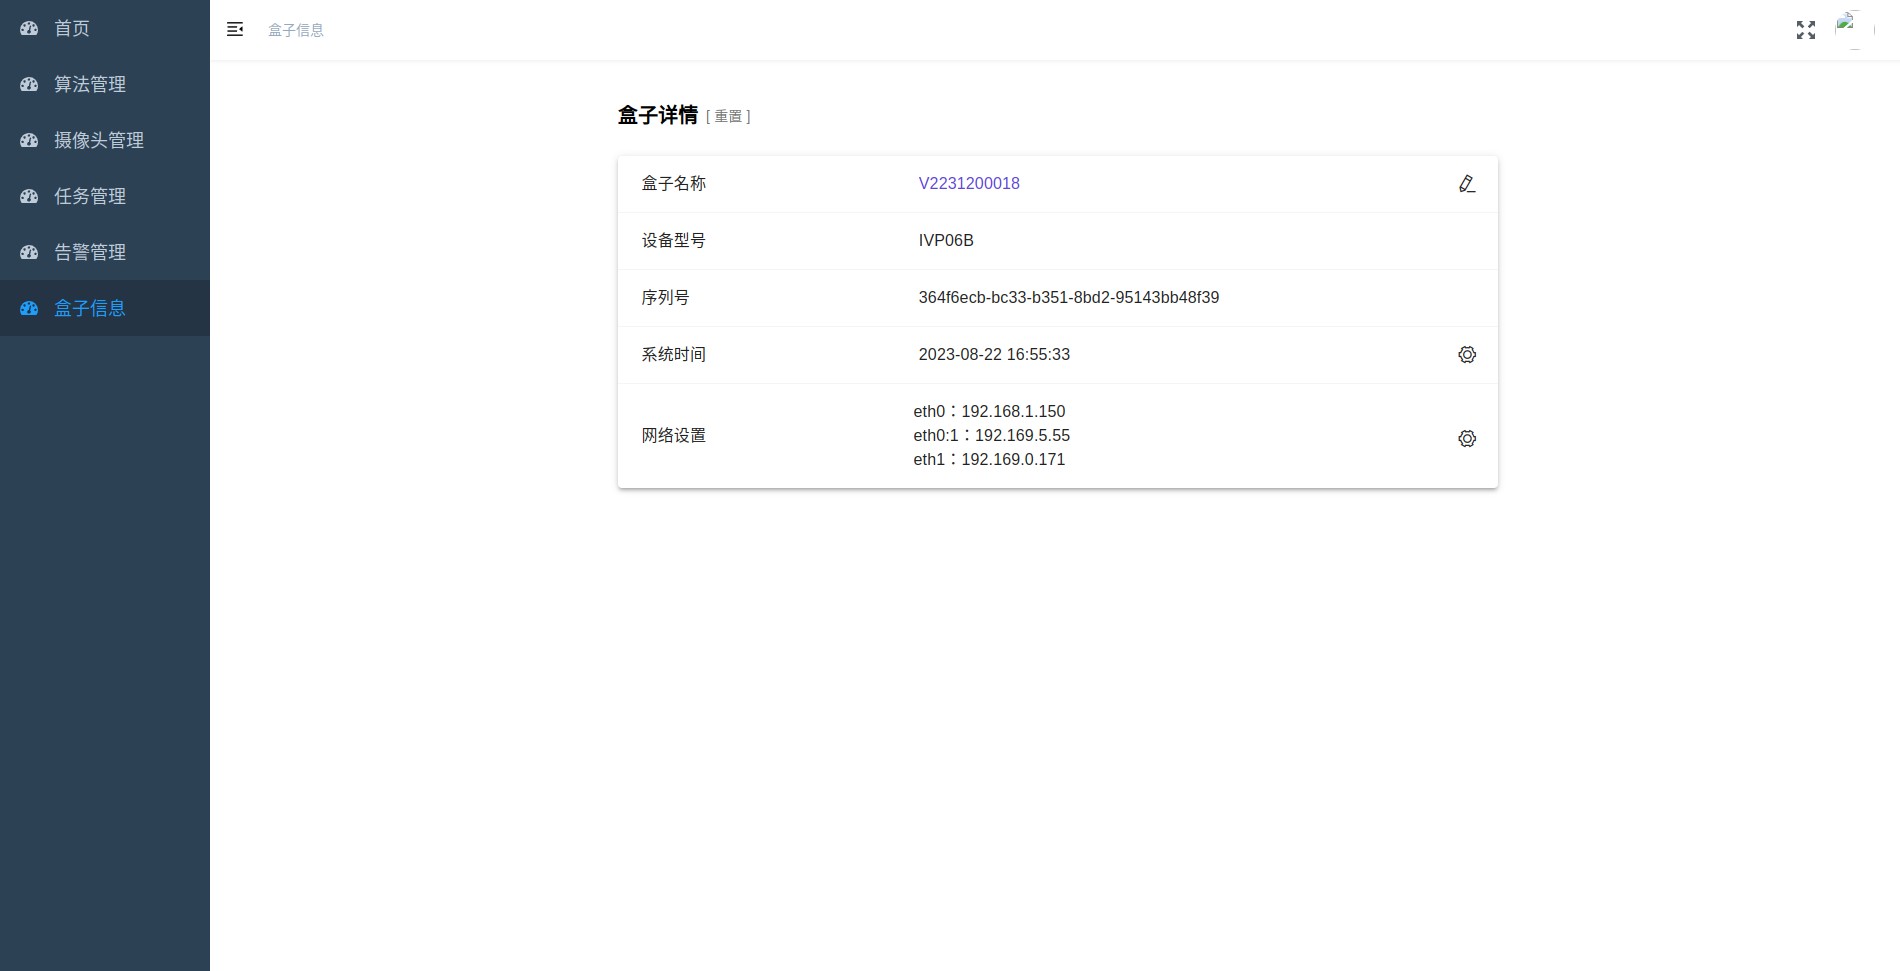 首页
算法管理
摄像头管理
任务管理
告警管理
盒子信息
盒子信息
盒子详情 [ 重置 ]
盒子名称 V2231200018
设备型号 IVP06B
序列号 364f6ecb-bc33-b351-8bd2-95143bb48f39
系统时间 2023-08-22 16:55:33
网络设置
eth0：192.168.1.150
eth0:1：192.169.5.55
eth1：192.169.0.171